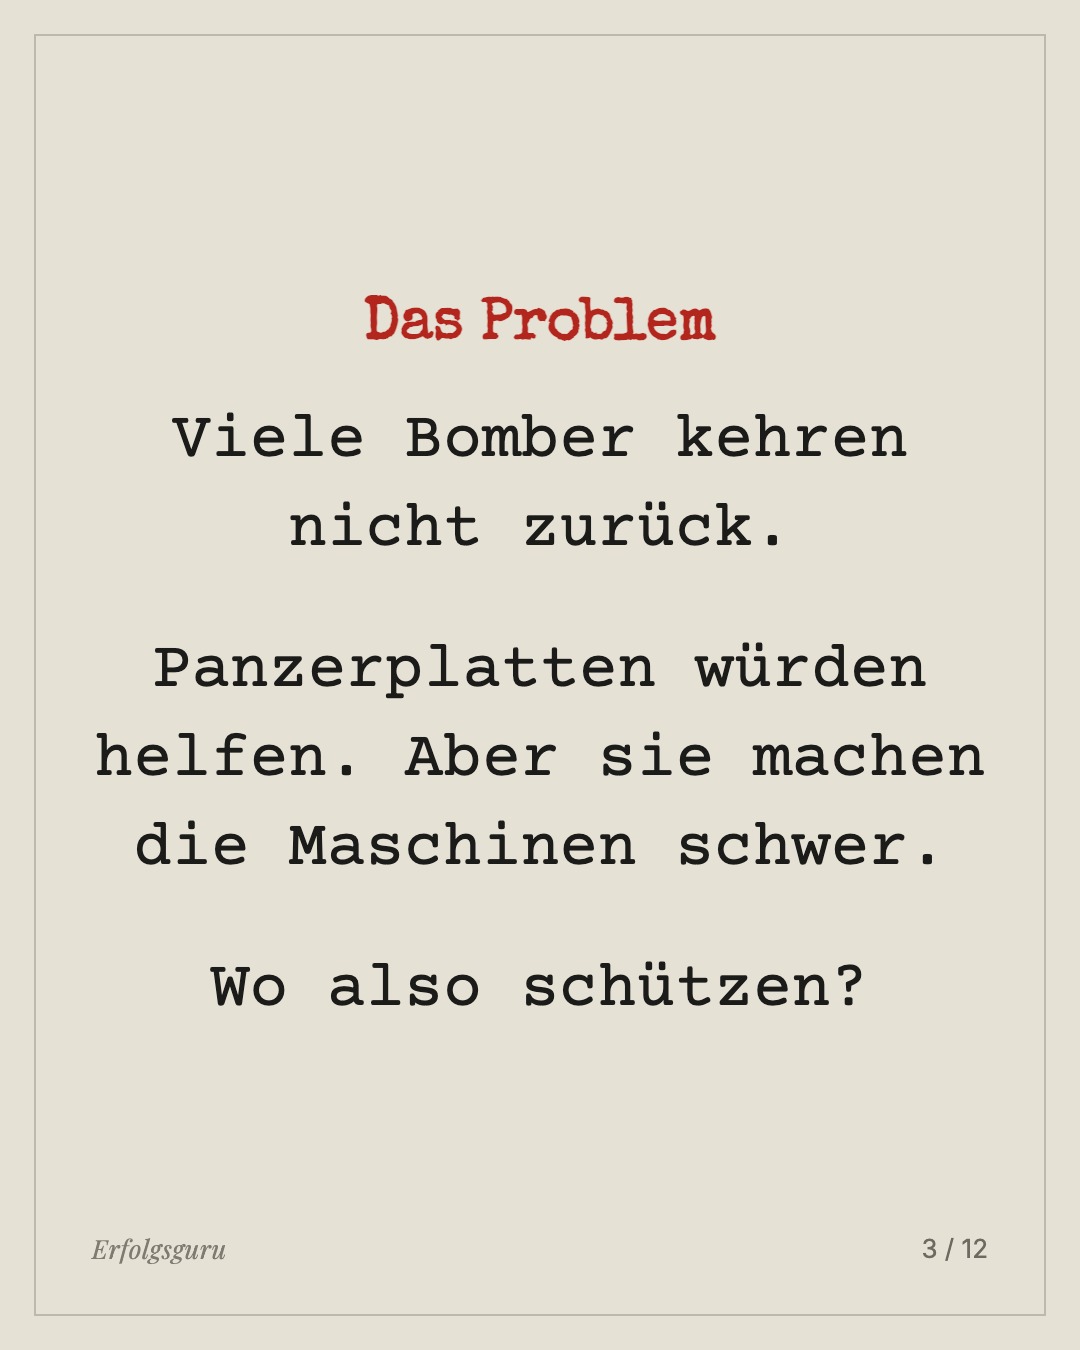 Das Problem
Viele Bomber kehren
nicht zurück.
Panzerplatten würden
helfen. Aber sie machen
die Maschinen schwer.
Wo also schützen?
Erfolgsguru
3 / 12